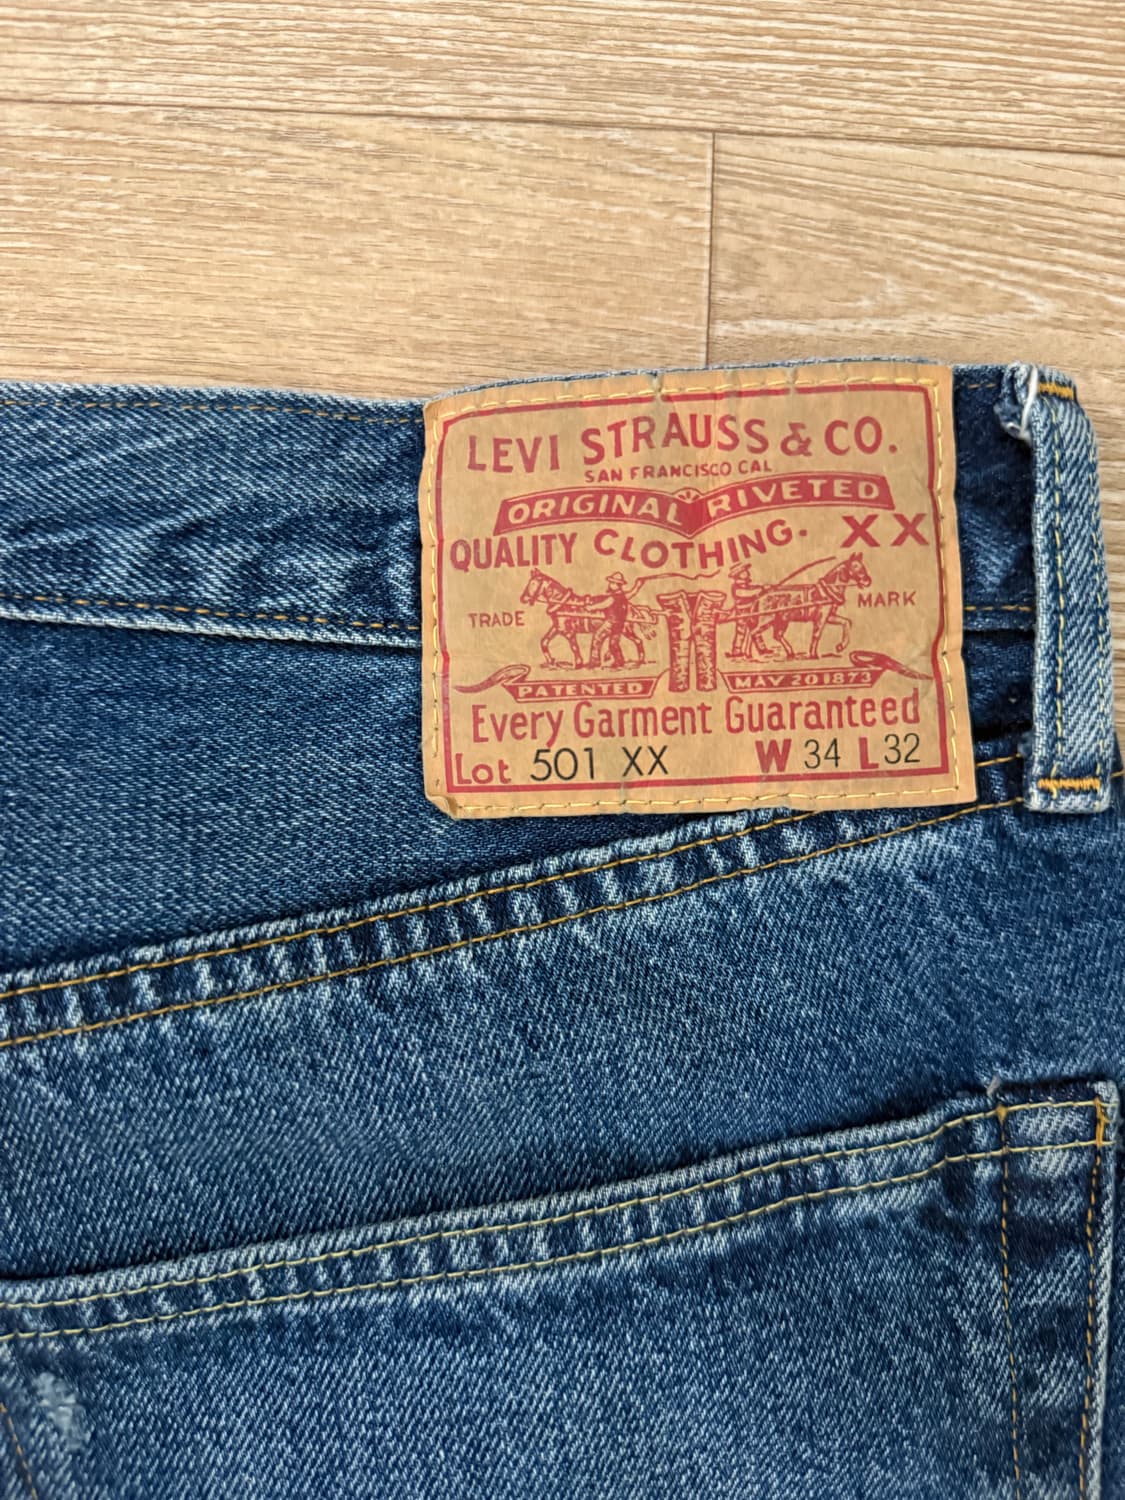 LEVI STRAUSS & CO.
SAN FRANCISCO CAL
ORIGINAL RIVETED
QUALITY CLOTHING. XX
TRADE MARK
PATENTED MAY 20 1873
Every Garment Guaranteed
Lot 501 XX W 34 L 32